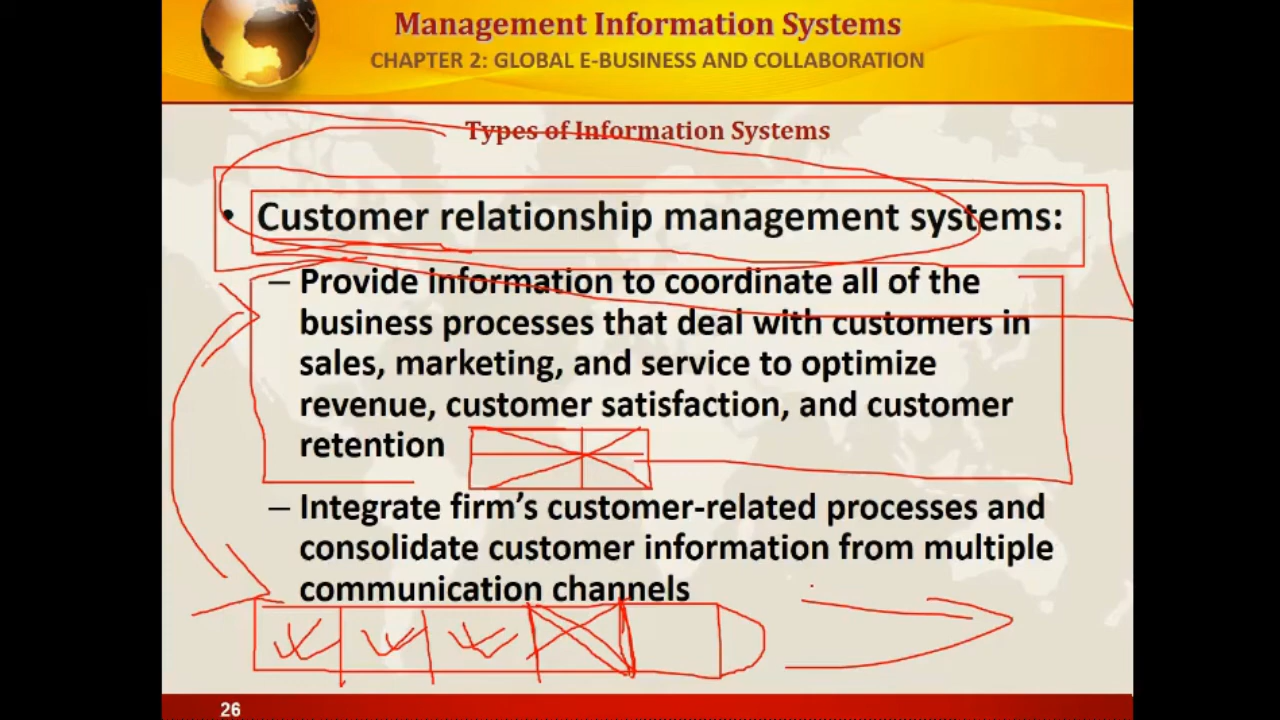 Management Information Systems
CHAPTER 2: GLOBAL E-BUSINESS AND COLLABORATION
Types of Information Systems
• Customer relationship management systems:
– Provide information to coordinate all of the
business processes that deal with customers in
sales, marketing, and service to optimize
revenue, customer satisfaction, and customer
retention
– Integrate firm's customer-related processes and
consolidate customer information from multiple
communication channels
26